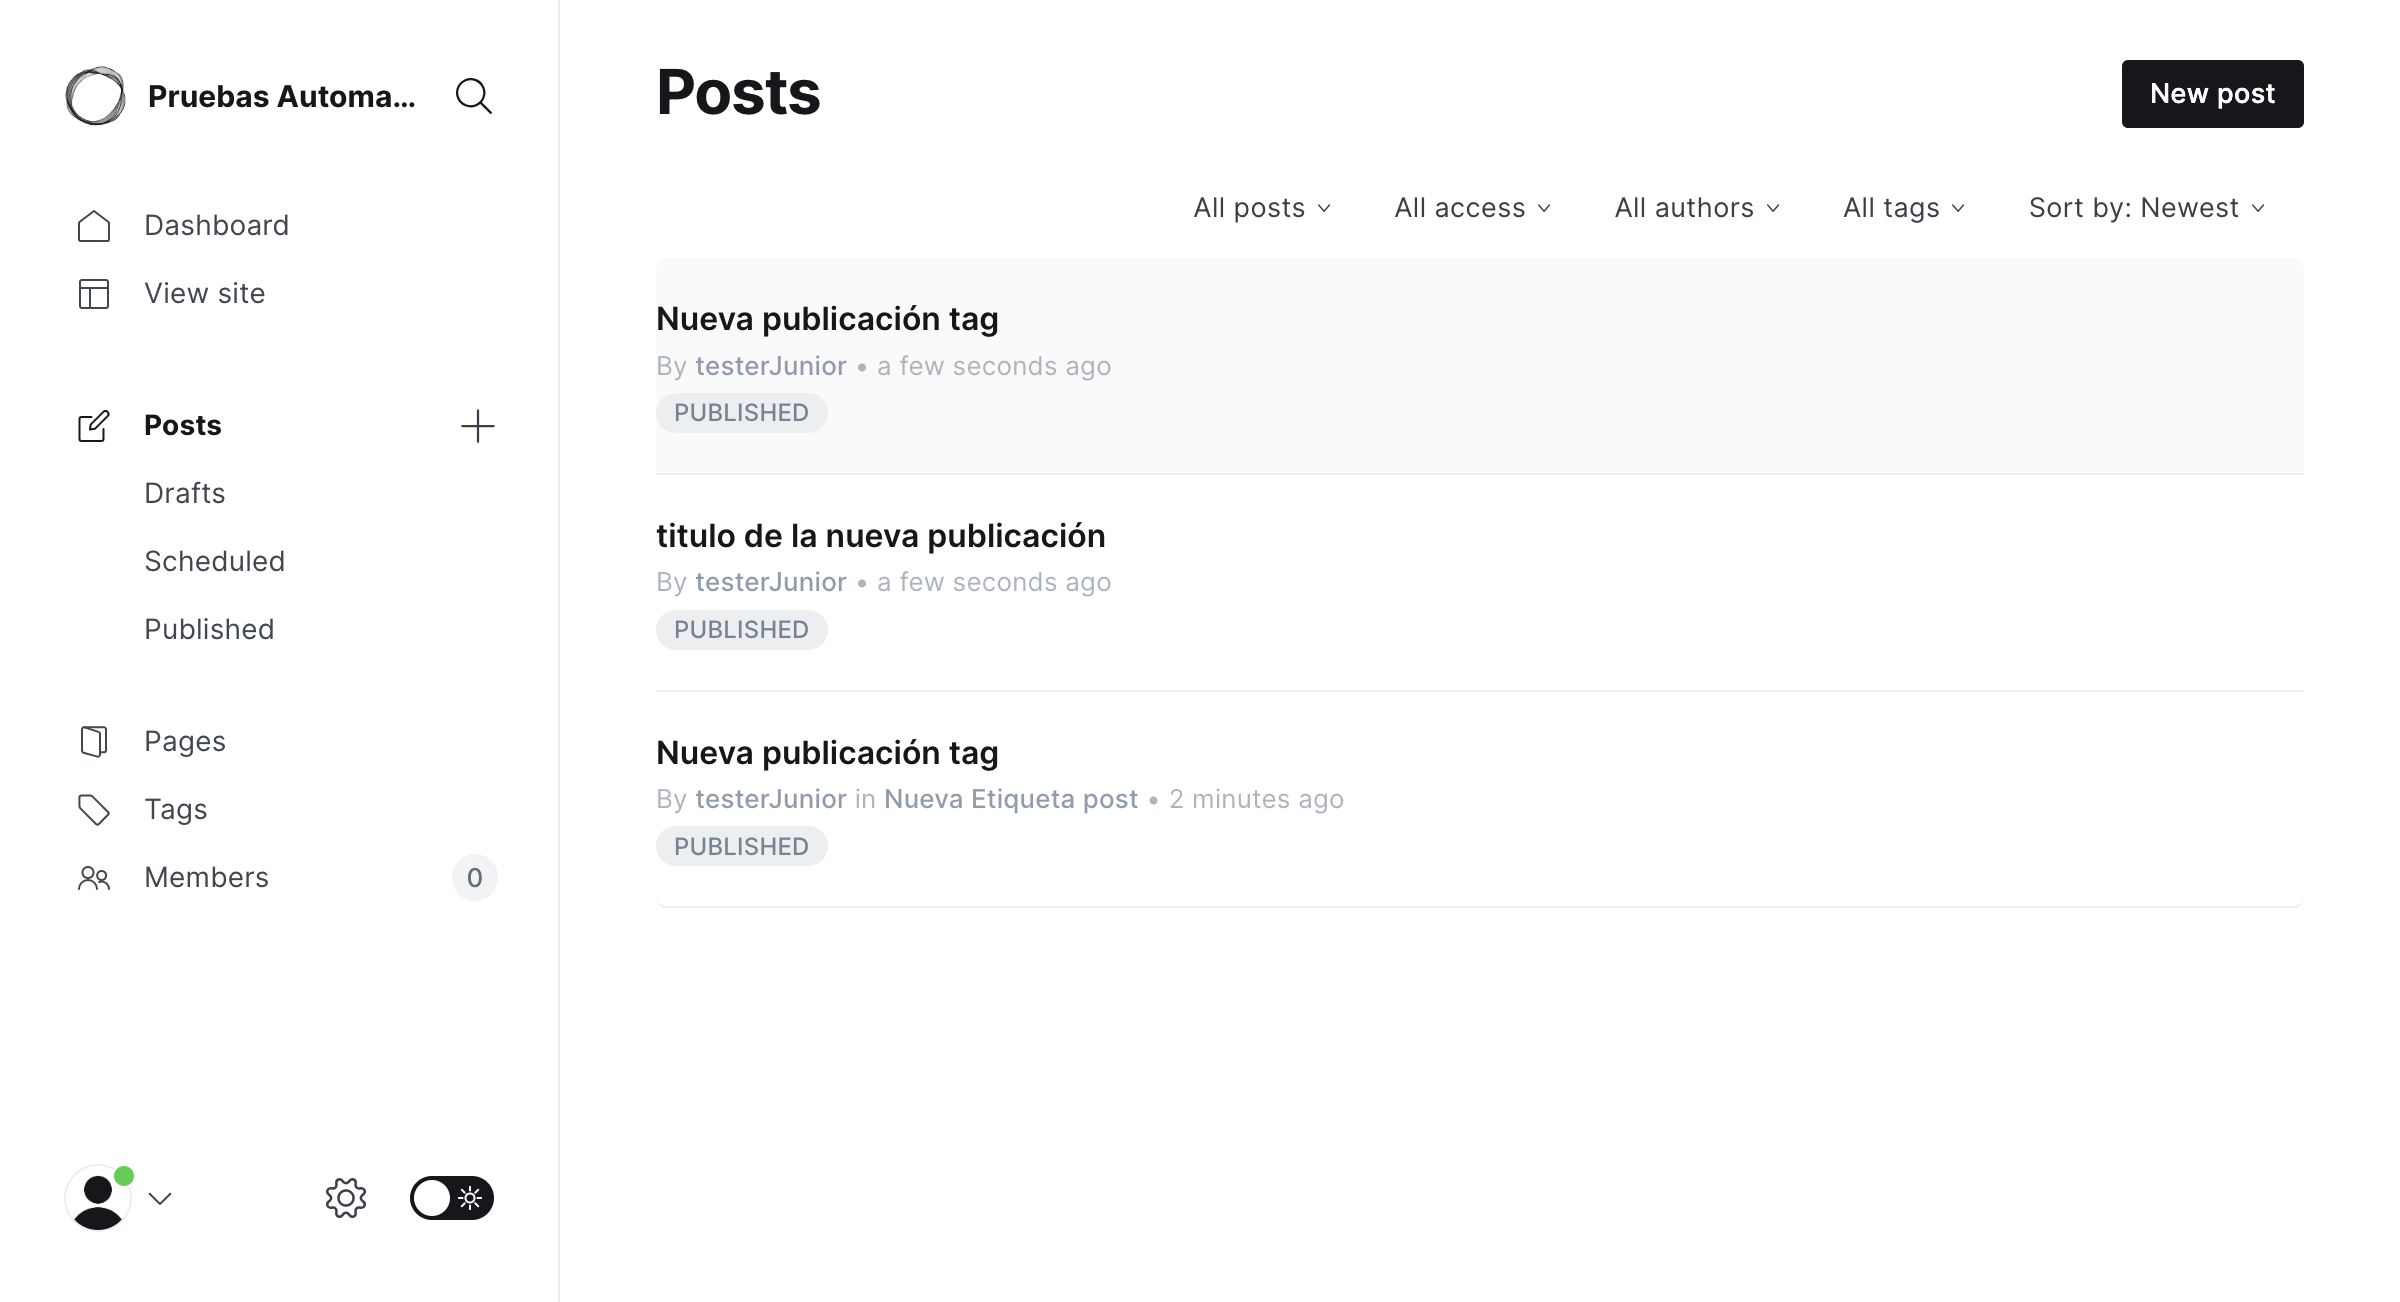 Pruebas Automa...
Dashboard
View site
Posts
Drafts
Scheduled
Published
Pages
Tags
Members 0
Posts
New post
All posts All access All authors All tags Sort by: Newest
Nueva publicación tag
By testerJunior • a few seconds ago
PUBLISHED
titulo de la nueva publicación
By testerJunior • a few seconds ago
PUBLISHED
Nueva publicación tag
By testerJunior in Nueva Etiqueta post • 2 minutes ago
PUBLISHED